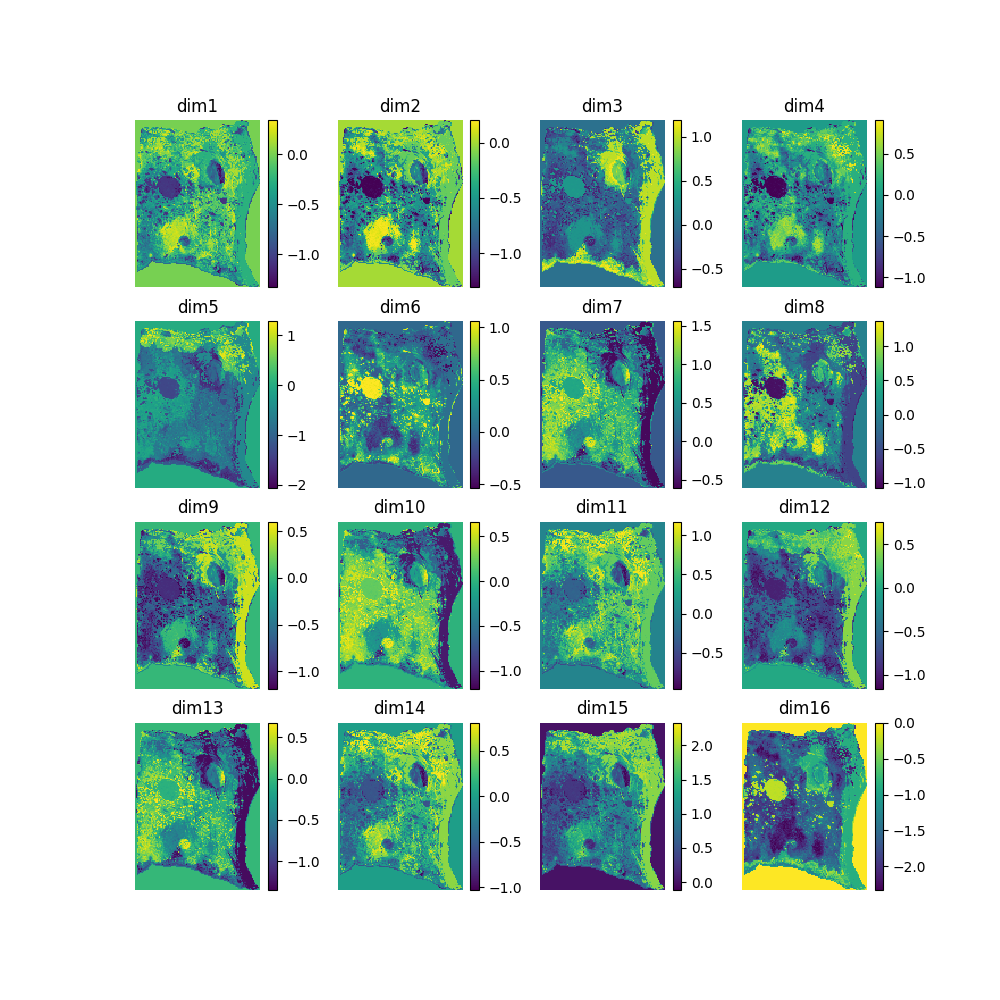 dim1 dim2 dim3 dim4
0.0 0.0 1.0 0.5
−0.5 −0.5 0.5 0.0
−1.0 −1.0 0.0 −0.5
−0.5 −1.0
dim5 dim6 dim7 dim8
1 1.0 1.5 1.0
0 0.5 1.0 0.5
−1 0.0 0.5 0.0
−2 −0.5 0.0 −0.5
−0.5 −1.0
dim9 dim10 dim11 dim12
0.5 0.5 1.0 0.5
0.0 0.0 0.5 0.0
−0.5 −0.5 0.0 −0.5
−1.0 −1.0 −0.5 −1.0
dim13 dim14 dim15 dim16
0.5 0.5 2.0 0.0
0.0 0.0 1.5 −0.5
−0.5 −0.5 1.0 −1.0
−1.0 −1.0 0.5 −1.5
0.0 −2.0